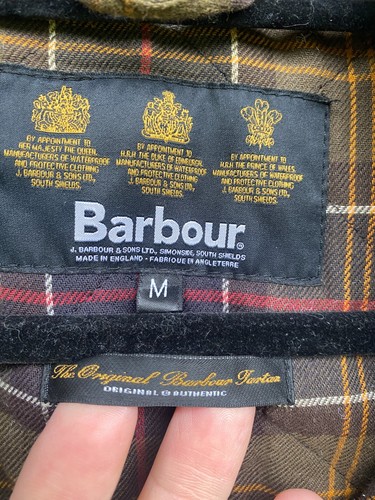 BY APPOINTMENT TO
HER MAJESTY THE QUEEN,
MANUFACTURERS OF WATERPROOF
AND PROTECTIVE CLOTHING
J. BARBOUR & SONS LTD,
SOUTH SHIELDS
BY APPOINTMENT TO
H.R.H. THE DUKE OF EDINBURGH,
MANUFACTURERS OF WATERPROOF
AND PROTECTIVE CLOTHING
J. BARBOUR & SONS LTD,
SOUTH SHIELDS.
BY APPOINTMENT TO
H.R.H. THE PRINCE OF WALES,
MANUFACTURERS OF WATERPROOF
AND PROTECTIVE CLOTHING
J. BARBOUR & SONS LTD,
SOUTH SHIELDS.
Barbour®
J. BARBOUR & SONS LTD., SIMONSIDE, SOUTH SHIELDS
MADE IN ENGLAND - FABRIQUE EN ANGLETERRE
M
The Original Barbour Tartan
ORIGINAL & AUTHENTIC